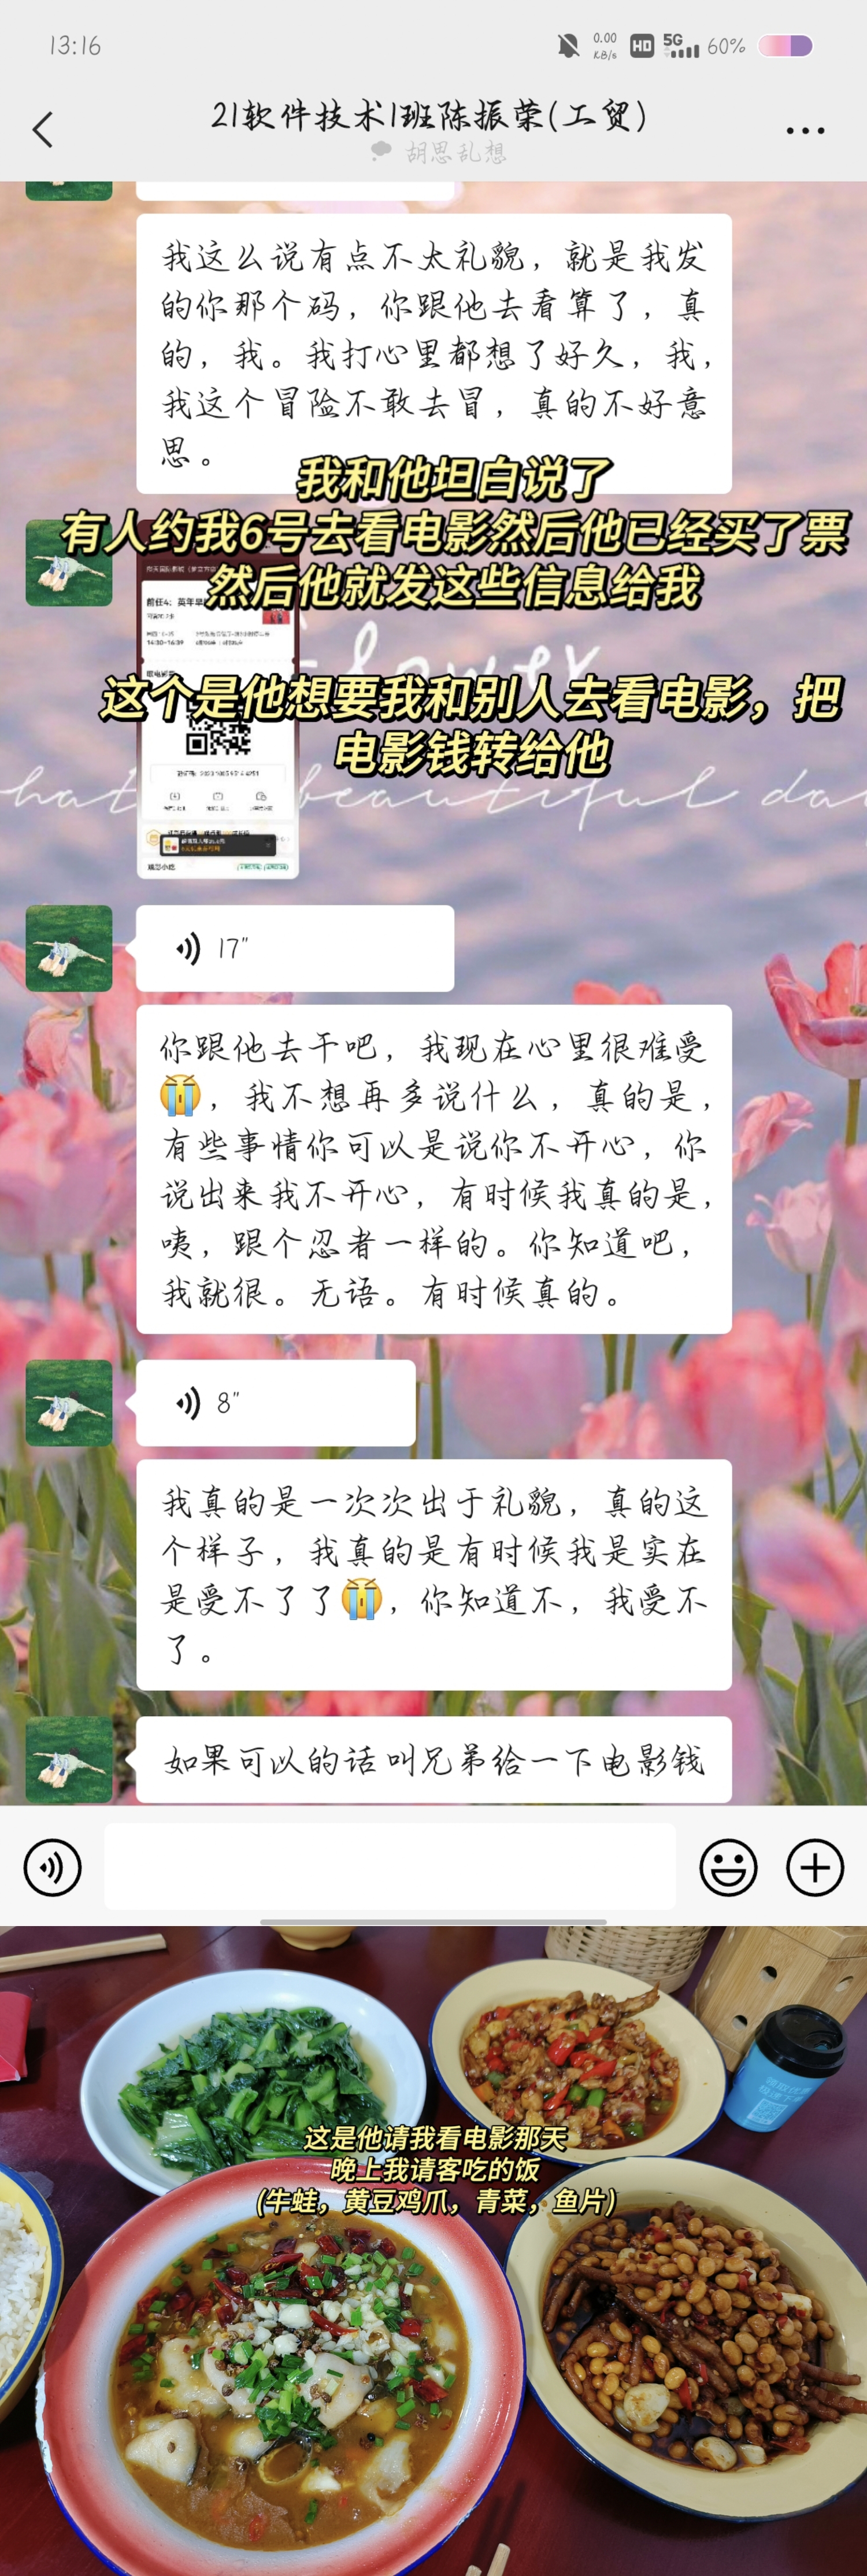 13:16
0.00
KB/s
HD
5G
60%
21软件技术1班陈振荣(工贸)
胡思乱想
我这么说有点不太礼貌，就是我发
的你那个码，你跟他去看算了，真
的，我。我打心里都想了好久，我，
我这个冒险不敢去冒，真的不好意
思。
我和他坦白说了
有人约我6号去看电影然后他已经买了票
然后他就发这些信息给我
前任4：英年早
14:30-16:39
这个是他想要我和别人去看电影，把
电影钱转给他
17"
你跟他去干吧，我现在心里很难受
😭，我不想再多说什么，真的是，
有些事情你可以是说你不开心，你
说出来我不开心，有时候我真的是，
咦，跟个忍者一样的。你知道吧，
我就很。无语。有时候真的。
8"
我真的是一次次出于礼貌，真的这
个样子，我真的是有时候我是实在
是受不了了😭，你知道不，我受不
了。
如果可以的话叫兄弟给一下电影钱
这是他请我看电影那天
晚上我请客吃的饭
(牛蛙，黄豆鸡爪，青菜，鱼片)